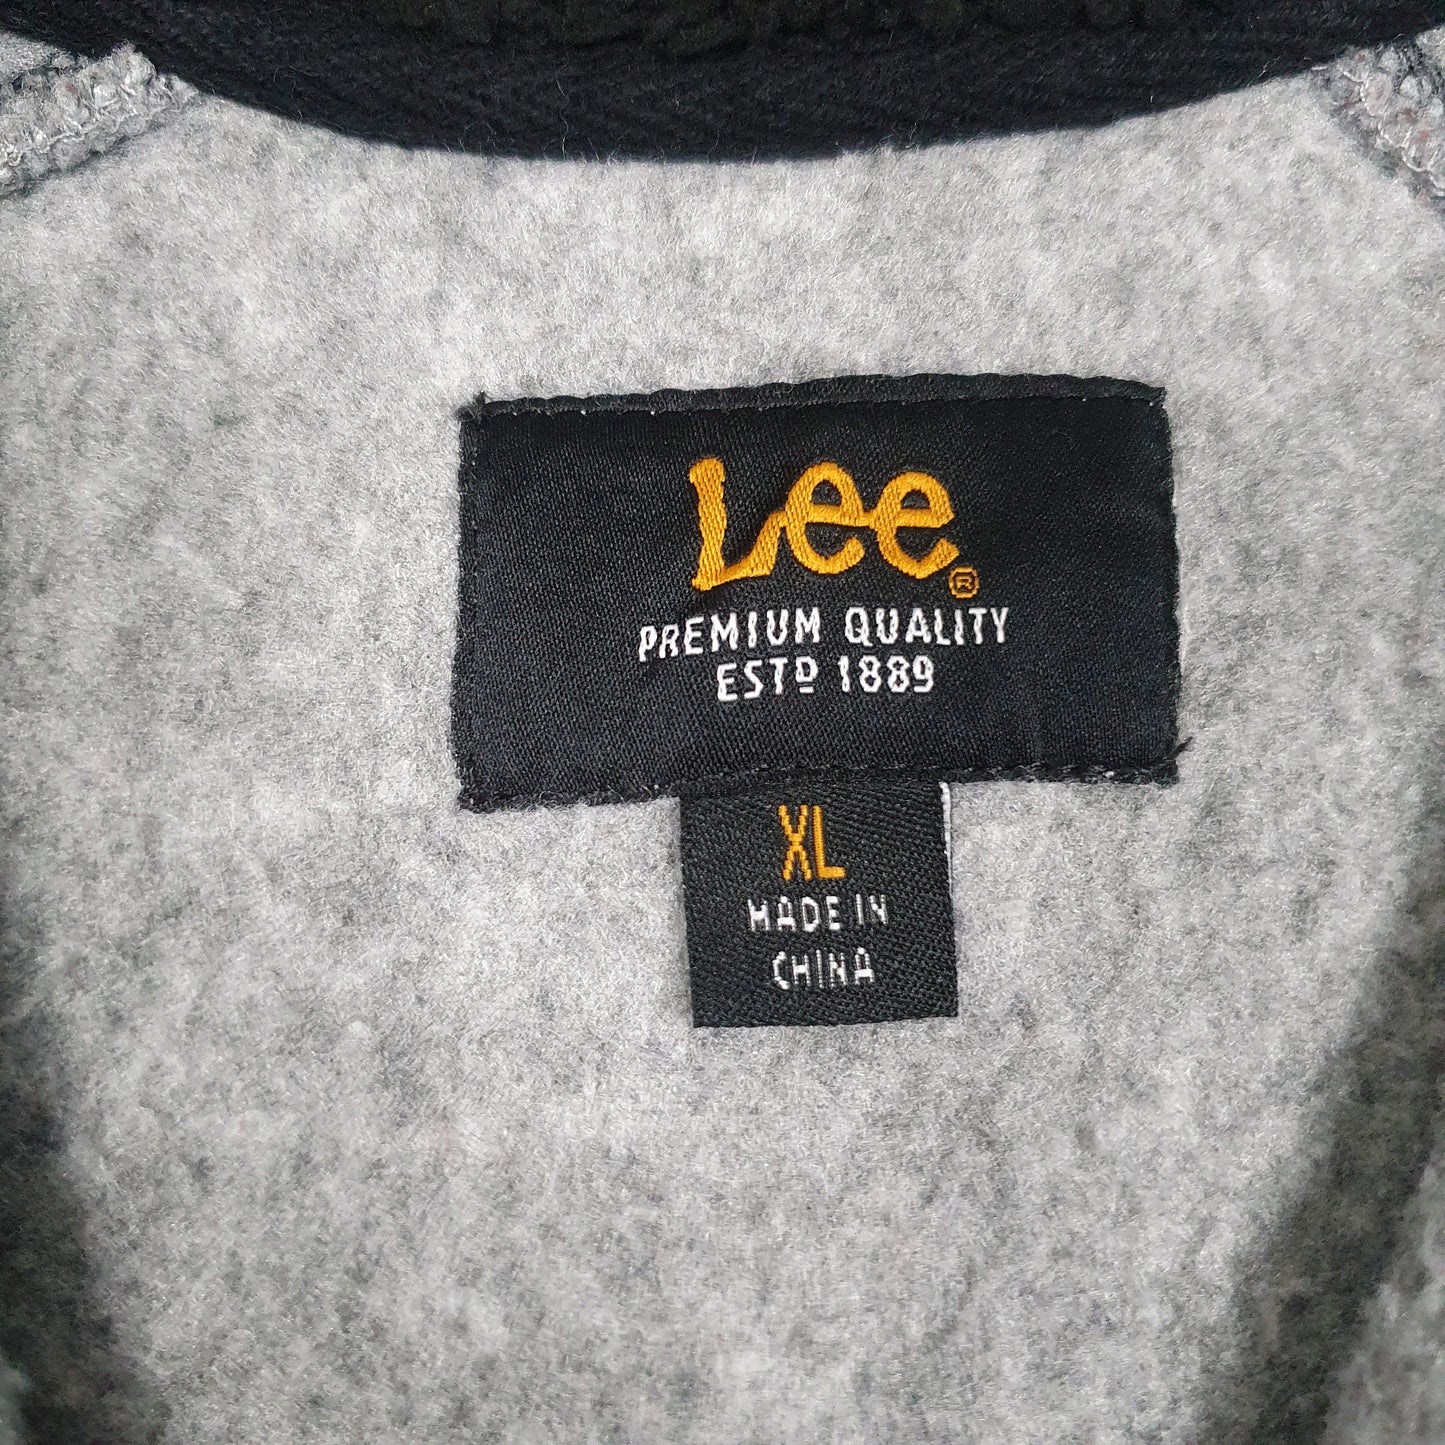 Lee®
PREMIUM QUALITY
ESTD 1889
XL
MADE IN
CHINA